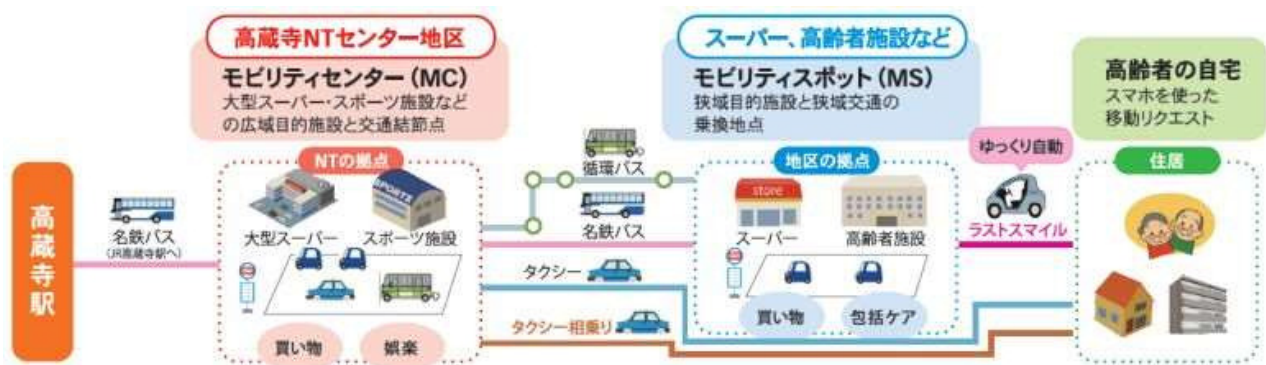 高蔵寺NTセンター地区
モビリティセンター（MC）
大型スーパー・スポーツ施設など
の広域目的施設と交通結節点
スーパー、高齢者施設など
モビリティスポット（MS）
狭域目的施設と狭域交通の
乗換地点
高齢者の自宅
スマホを使った
移動リクエスト
高蔵寺駅
名鉄バス
（JR高蔵寺駅へ）
NTの拠点
SPORTS
大型スーパー
スポーツ施設
買い物
娯楽
循環バス
名鉄バス
タクシー
タクシー相乗り
地区の拠点
store
スーパー
高齢者施設
買い物
包括ケア
ゆっくり自動
ラストスマイル
住居